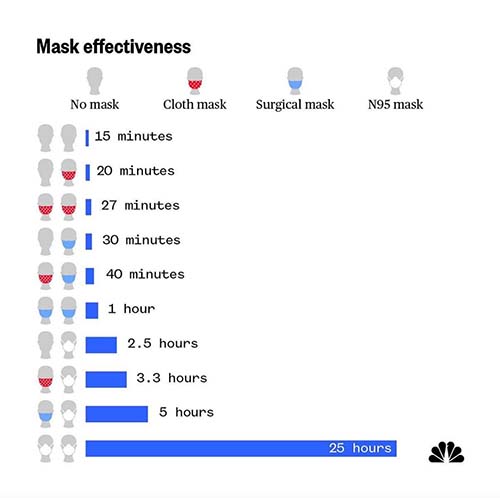 Mask effectiveness
No mask Cloth mask Surgical mask N95 mask
15 minutes
20 minutes
27 minutes
30 minutes
40 minutes
1 hour
2.5 hours
3.3 hours
5 hours
25 hours